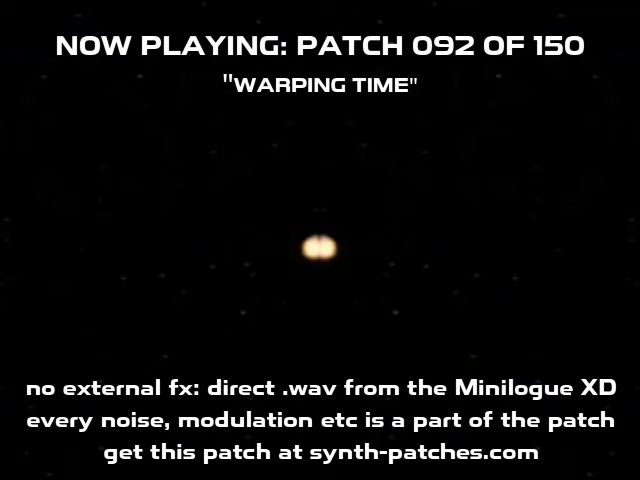 NOW PLAYING: PATCH 092 OF 150
"WARPING TIME"
no external fx: direct .wav from the Minilogue XD
every noise, modulation etc is a part of the patch
get this patch at synth-patches.com